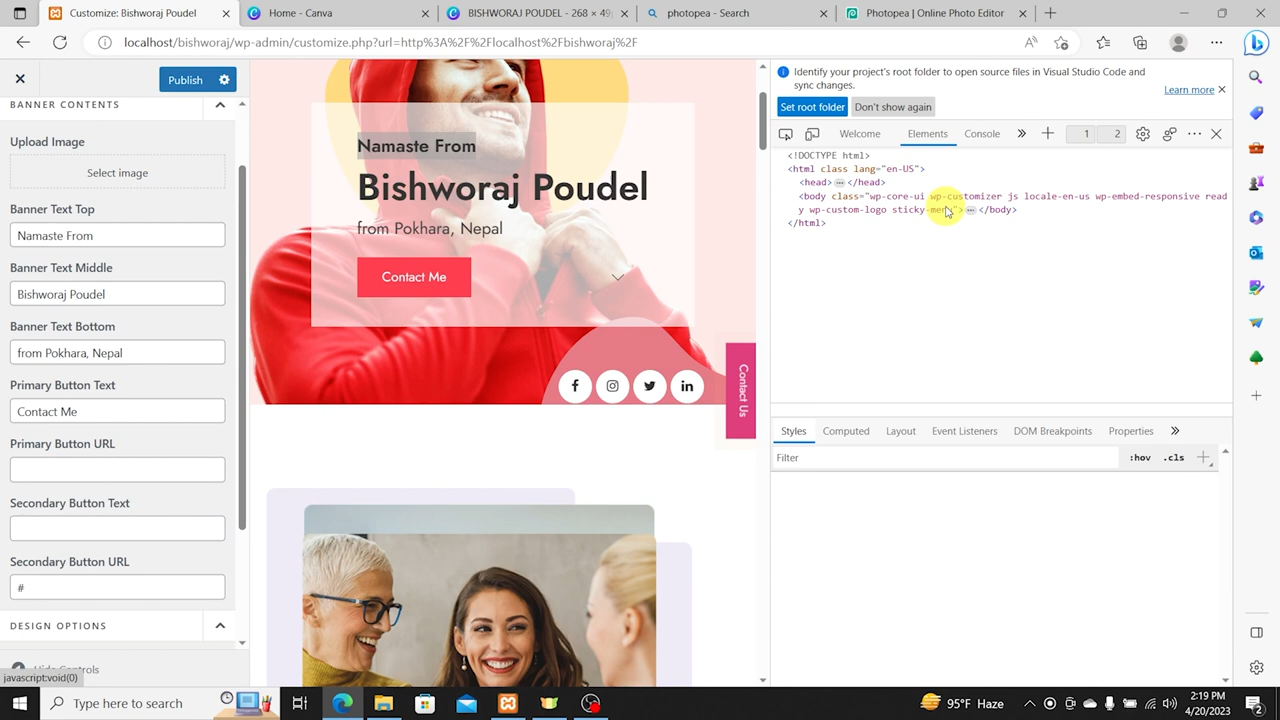 Customize: Bishworaj Poudel
Home - Canva
BISHWORAJ POUDEL - 268 × 49
photopea - Search
Photopea | Online Photo Editor
localhost/bishworaj/wp-admin/customize.php?url=http%3A%2F%2Flocalhost%2Fbishworaj%2F
Publish
BANNER CONTENTS
Upload Image
Select image
Banner Text Top
Namaste From
Banner Text Middle
Bishworaj Poudel
Banner Text Bottom
from Pokhara, Nepal
Primary Button Text
Contact Me
Primary Button URL
Secondary Button Text
Secondary Button URL
#
DESIGN OPTIONS
Hide Controls
javascript:void(0)
Namaste From
Bishworaj Poudel
from Pokhara, Nepal
Contact Me
Contact Us
Identify your project's root folder to open source files in Visual Studio Code and
sync changes.
Learn more
Set root folder
Don't show again
Welcome
Elements
Console
1
2
<!DOCTYPE html>
<html class lang="en-US">
<head> … </head>
<body class="wp-core-ui wp-customizer js locale-en-us wp-embed-responsive read
y wp-custom-logo sticky-menu"> … </body>
</html>
Styles
Computed
Layout
Event Listeners
DOM Breakpoints
Properties
Filter
:hov
.cls
Type here to search
95°F Haze
2:19 PM
4/20/2023
2